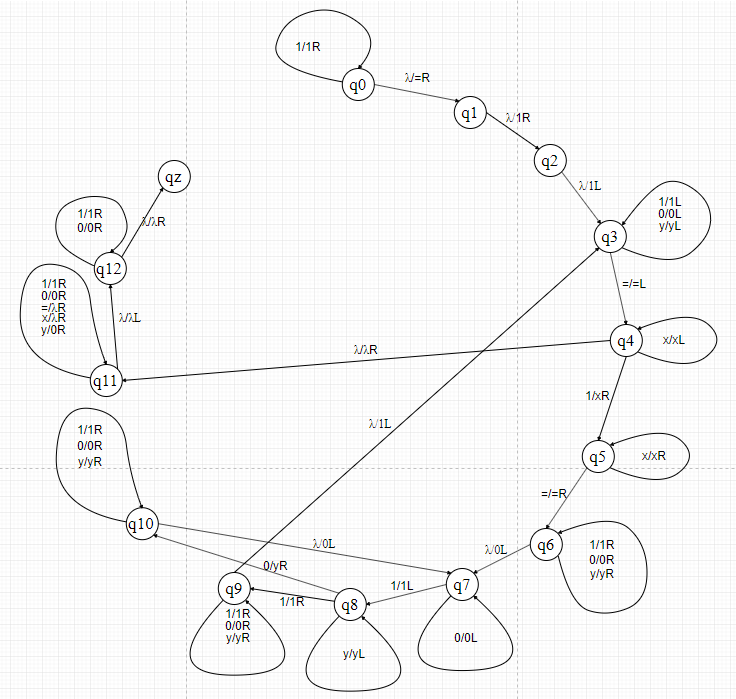 1/1R
q0
λ/=R
q1
λ/1R
q2
λ/1L
q3
1/1L
0/0L
y/yL
=/=L
q4
x/xL
1/xR
q5
x/xR
=/=R
q6
1/1R
0/0R
y/yR
λ/0L
q7
0/0L
1/1L
q8
y/yL
1/1R
0/yR
q9
1/1R
0/0R
y/yR
λ/1L
q10
1/1R
0/0R
y/yR
λ/0L
λ/λR
q11
1/1R
0/0R
=/λR
x/λR
y/0R
λ/λL
q12
1/1R
0/0R
λ/λR
qz